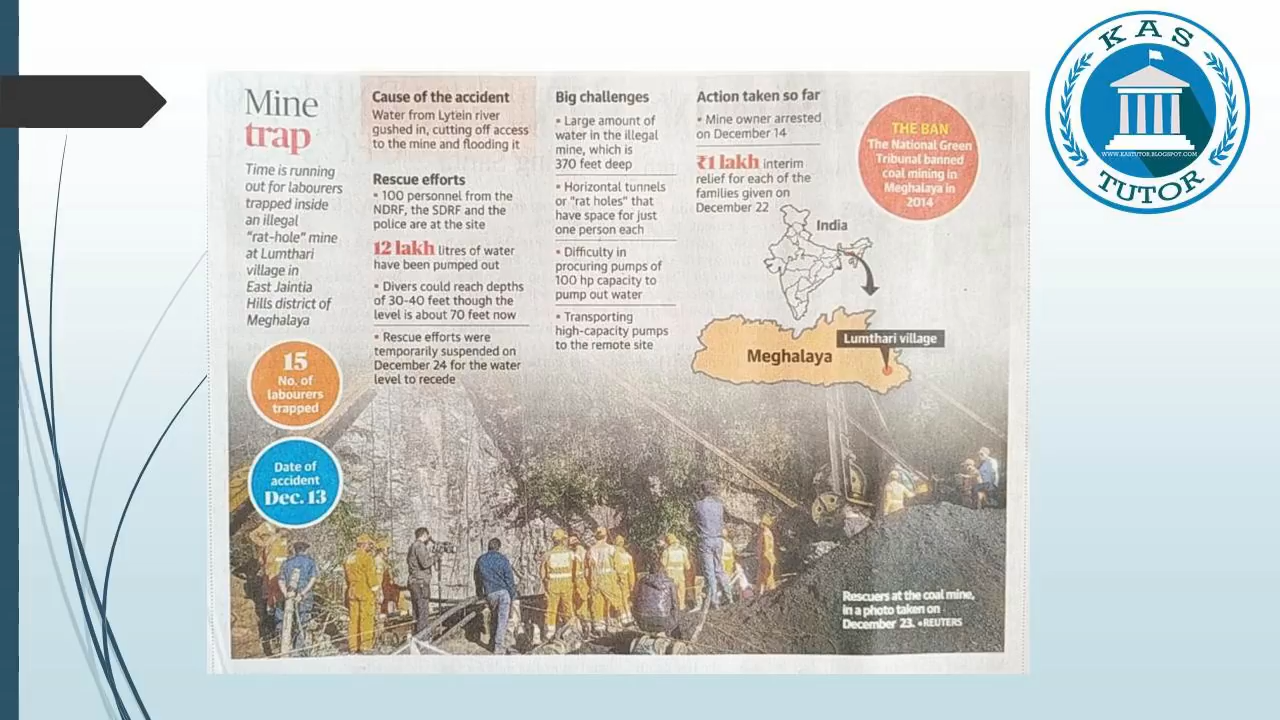 Mine
trap
Time is running
out for labourers
trapped inside
an illegal
"rat-hole" mine
at Lumthari
village in
East Jaintia
Hills district of
Meghalaya
15
No. of
labourers
trapped
Date of
accident
Dec. 13
Cause of the accident
Water from Lytein river
gushed in, cutting off access
to the mine and flooding it
Rescue efforts
• 100 personnel from the
NDRF, the SDRF and the
police are at the site
12 lakh litres of water
have been pumped out
• Divers could reach depths
of 30-40 feet though the
level is about 70 feet now
• Rescue efforts were
temporarily suspended on
December 24 for the water
level to recede
Big challenges
• Large amount of
water in the illegal
mine, which is
370 feet deep
• Horizontal tunnels
or "rat holes" that
have space for just
one person each
• Difficulty in
procuring pumps of
100 hp capacity to
pump out water
• Transporting
high-capacity pumps
to the remote site
Action taken so far
• Mine owner arrested
on December 14
₹1 lakh interim
relief for each of the
families given on
December 22
THE BAN
The National Green
Tribunal banned
coal mining in
Meghalaya in
2014
India
Lumthari village
Meghalaya
Rescuers at the coal mine,
in a photo taken on
December 23. •REUTERS
KAS
WWW.KASTUTOR.BLOGSPOT.COM
TUTOR